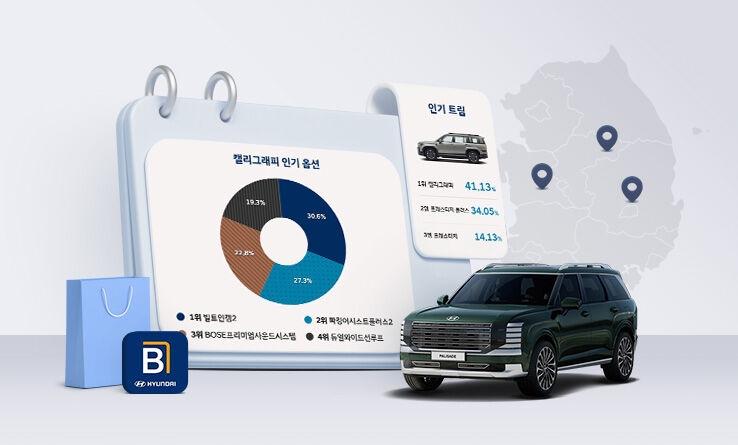 인기 트림
1위 캘리그래피 41.13%
2위 프레스티지 플러스 34.05%
3위 프레스티지 14.13%
캘리그래피 인기 옵션
19.3%
30.6%
22.8%
27.3%
1위 빌트인캠2
2위 파킹어시스트플러스2
3위 BOSE프리미엄사운드시스템
4위 듀얼와이드선루프
PALISADE
B
HYUNDAI